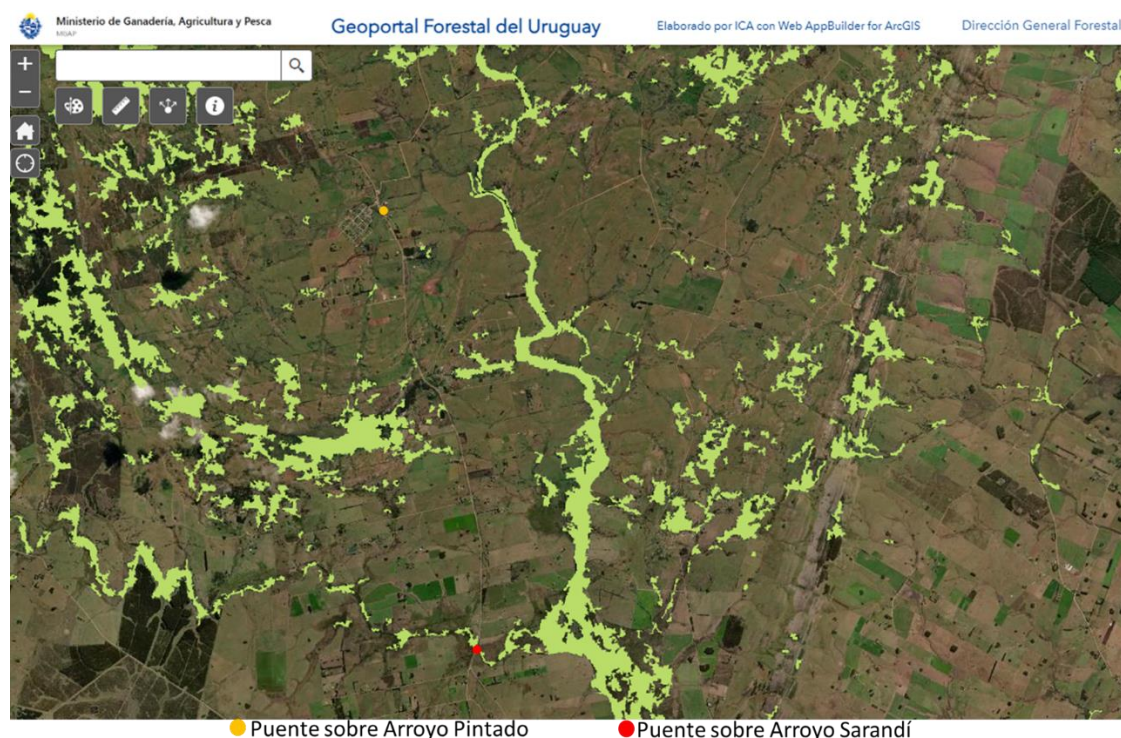 Ministerio de Ganadería, Agricultura y Pesca
MGAP
Geoportal Forestal del Uruguay
Elaborado por ICA con Web AppBuilder for ArcGIS
Dirección General Forestal
Puente sobre Arroyo Pintado
Puente sobre Arroyo Sarandí